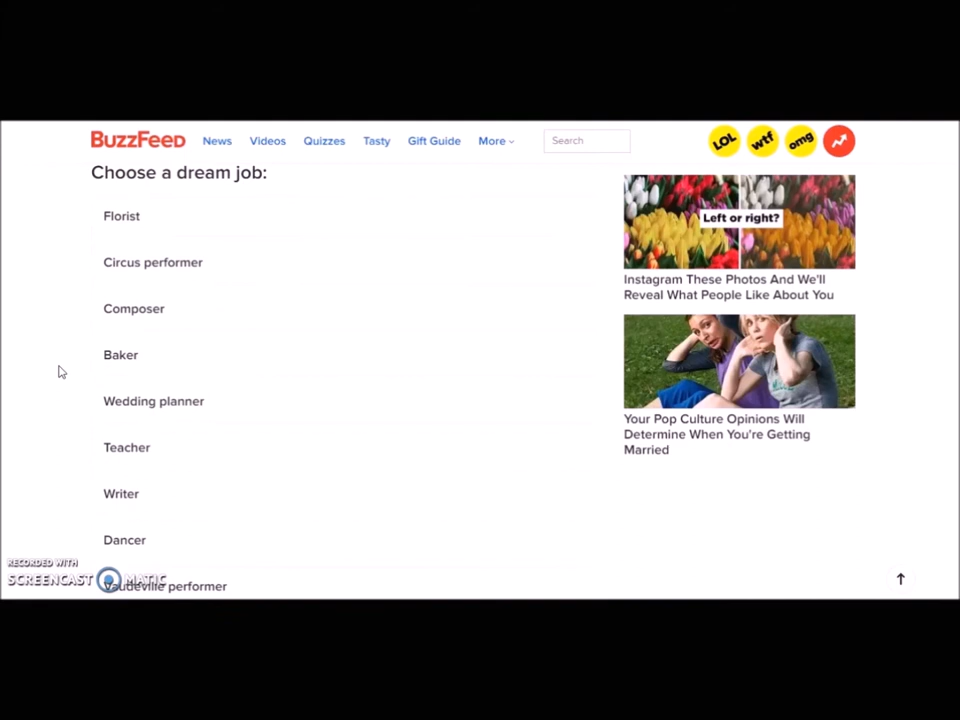 BuzzFeed News Videos Quizzes Tasty Gift Guide More Search LOL wtf omg
Choose a dream job:
Florist
Circus performer
Composer
Baker
Wedding planner
Teacher
Writer
Dancer
Vaudeville performer
Left or right?
Instagram These Photos And We'll
Reveal What People Like About You
Your Pop Culture Opinions Will
Determine When You're Getting
Married
RECORDED WITH
SCREENCAST MATIC